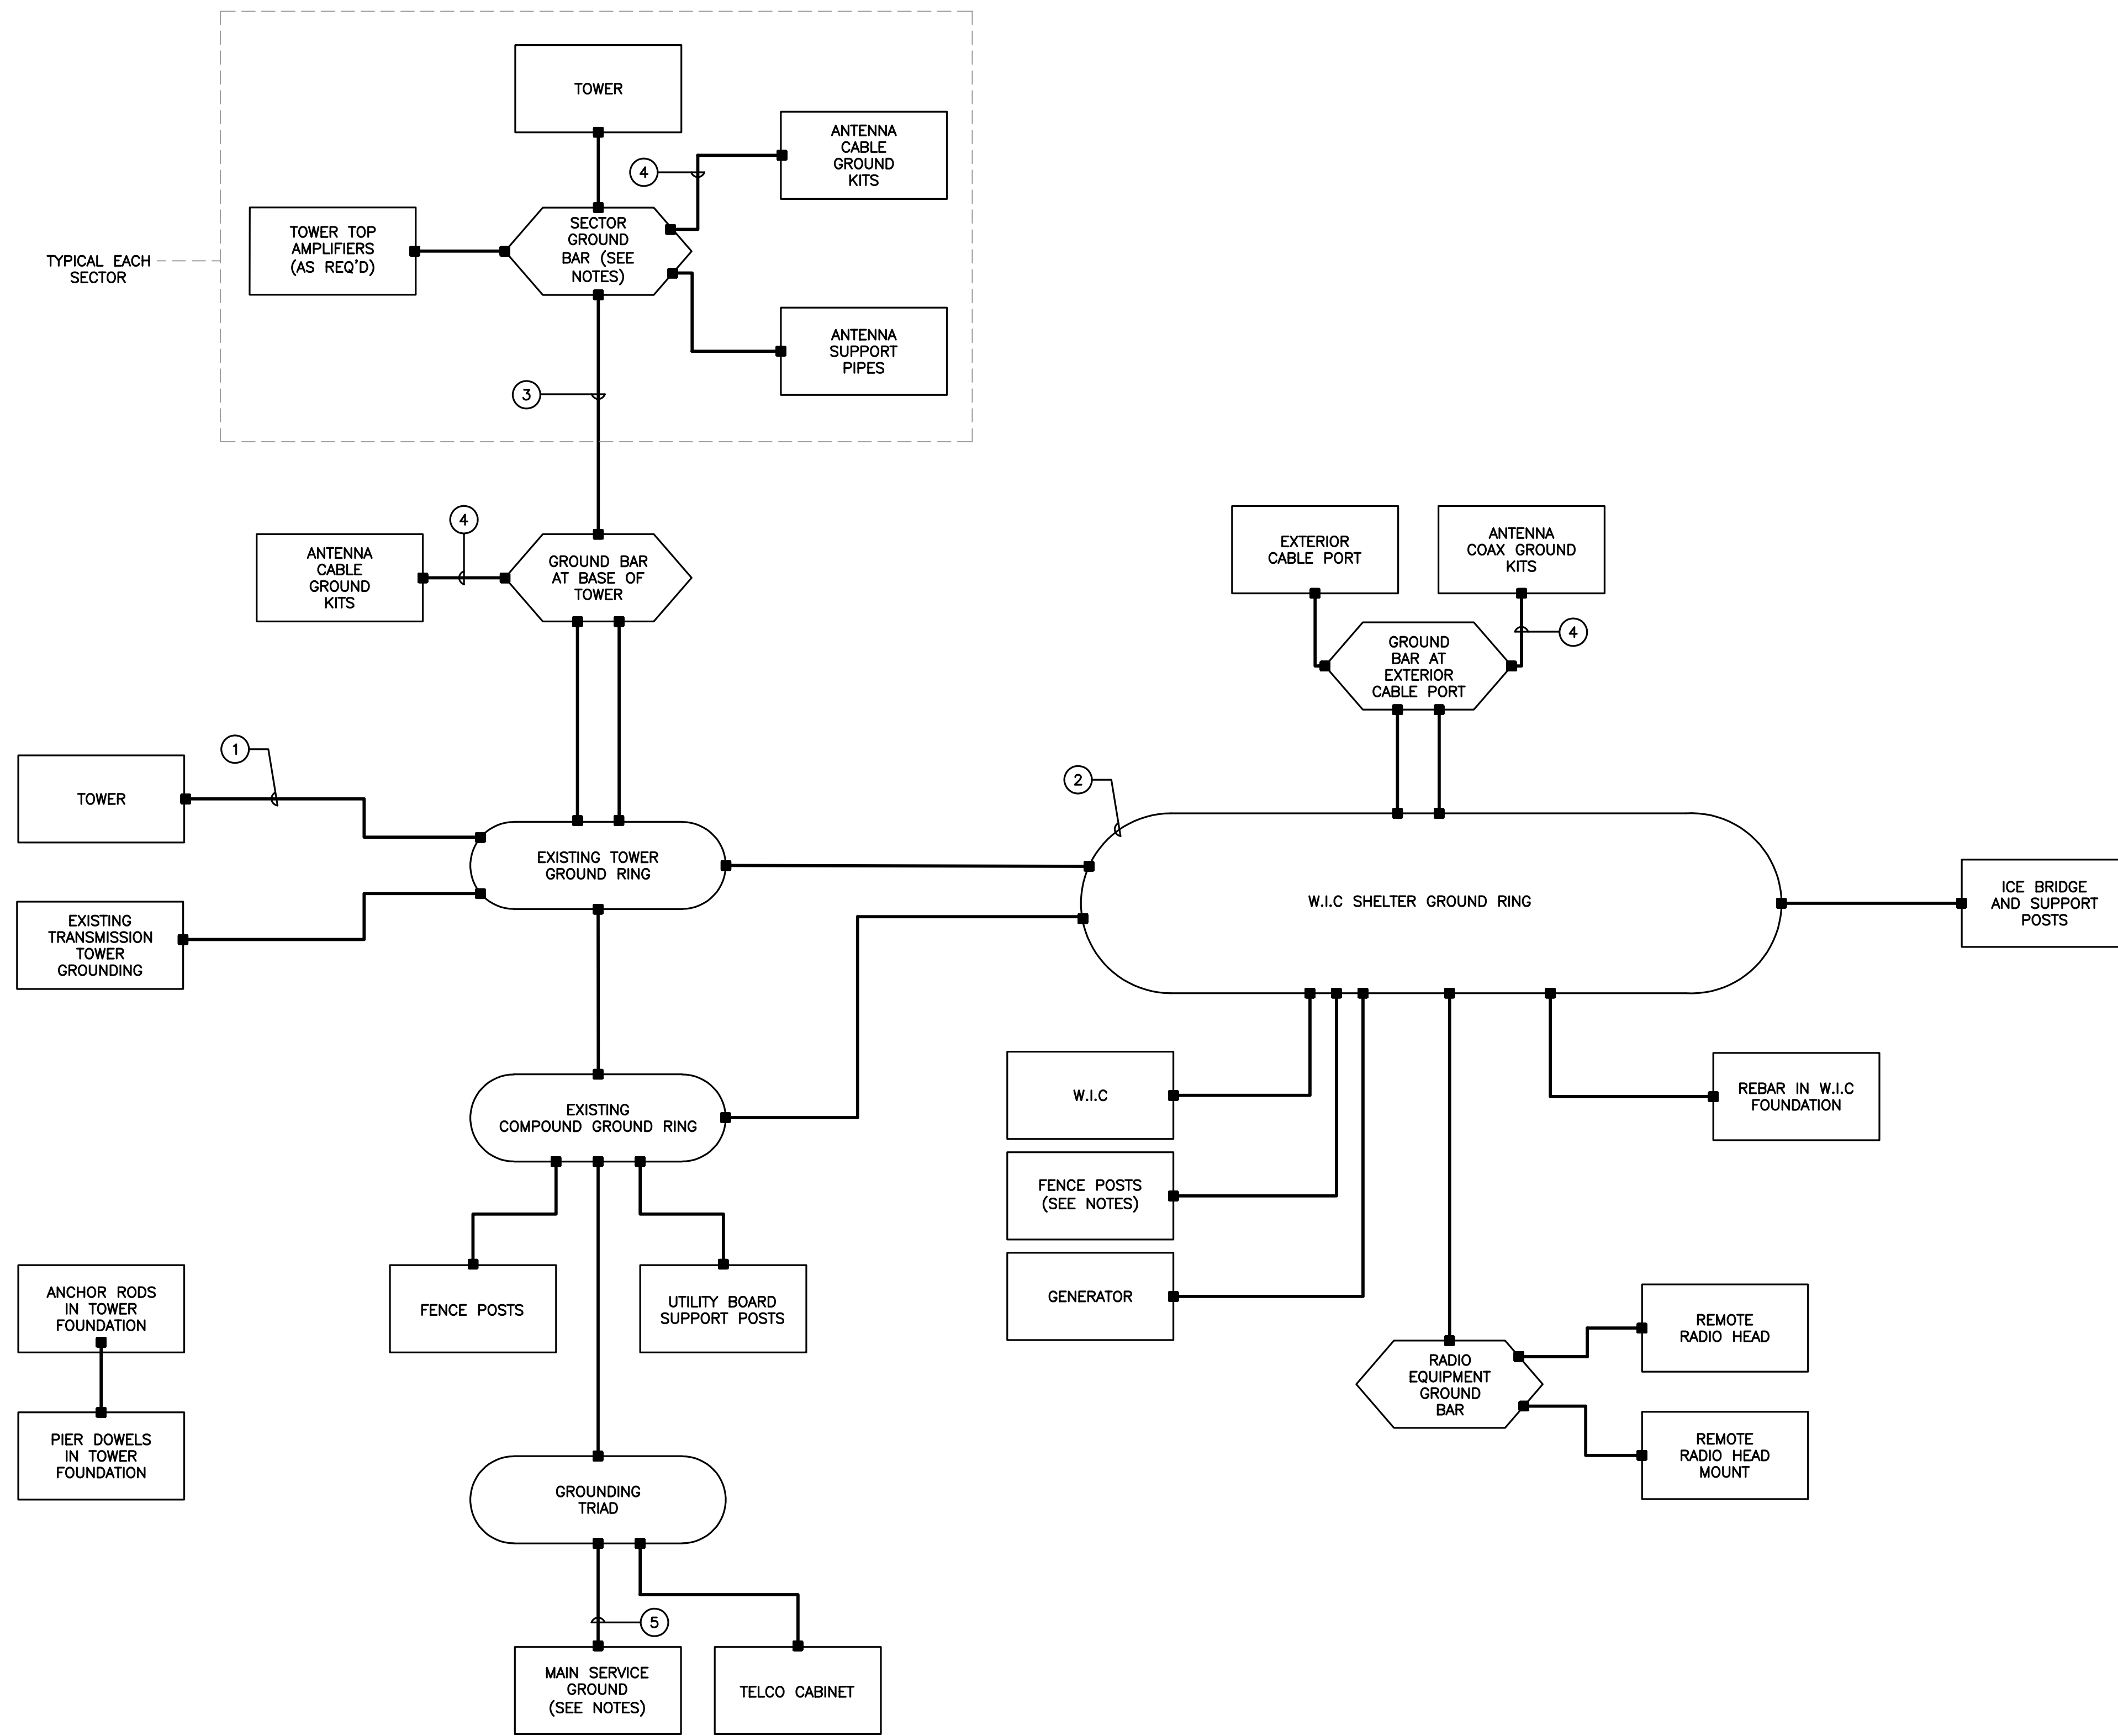 TOWER
4
ANTENNA
CABLE
GROUND
KITS
TYPICAL EACH
SECTOR
TOWER TOP
AMPLIFIERS
(AS REQ'D)
SECTOR
GROUND
BAR (SEE
NOTES)
ANTENNA
SUPPORT
PIPES
3
4
ANTENNA
CABLE
GROUND
KITS
GROUND BAR
AT BASE OF
TOWER
EXTERIOR
CABLE PORT
ANTENNA
COAX GROUND
KITS
4
GROUND
BAR AT
EXTERIOR
CABLE PORT
1
TOWER
2
EXISTING TOWER
GROUND RING
W.I.C SHELTER GROUND RING
ICE BRIDGE
AND SUPPORT
POSTS
EXISTING
TRANSMISSION
TOWER
GROUNDING
EXISTING
COMPOUND GROUND RING
W.I.C
REBAR IN W.I.C
FOUNDATION
FENCE POSTS
(SEE NOTES)
GENERATOR
ANCHOR RODS
IN TOWER
FOUNDATION
FENCE POSTS
UTILITY BOARD
SUPPORT POSTS
REMOTE
RADIO HEAD
RADIO
EQUIPMENT
GROUND
BAR
PIER DOWELS
IN TOWER
FOUNDATION
REMOTE
RADIO HEAD
MOUNT
GROUNDING
TRIAD
5
MAIN SERVICE
GROUND
(SEE NOTES)
TELCO CABINET